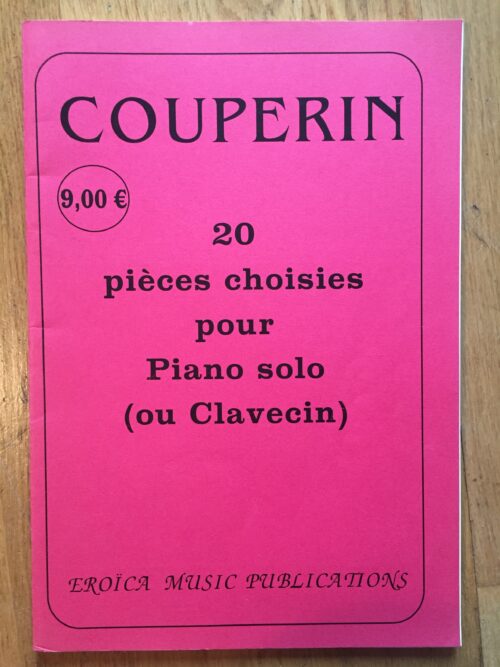 COUPERIN
9,00 €
20
pièces choisies
pour
Piano solo
(ou Clavecin)
EROÏCA MUSIC PUBLICATIONS